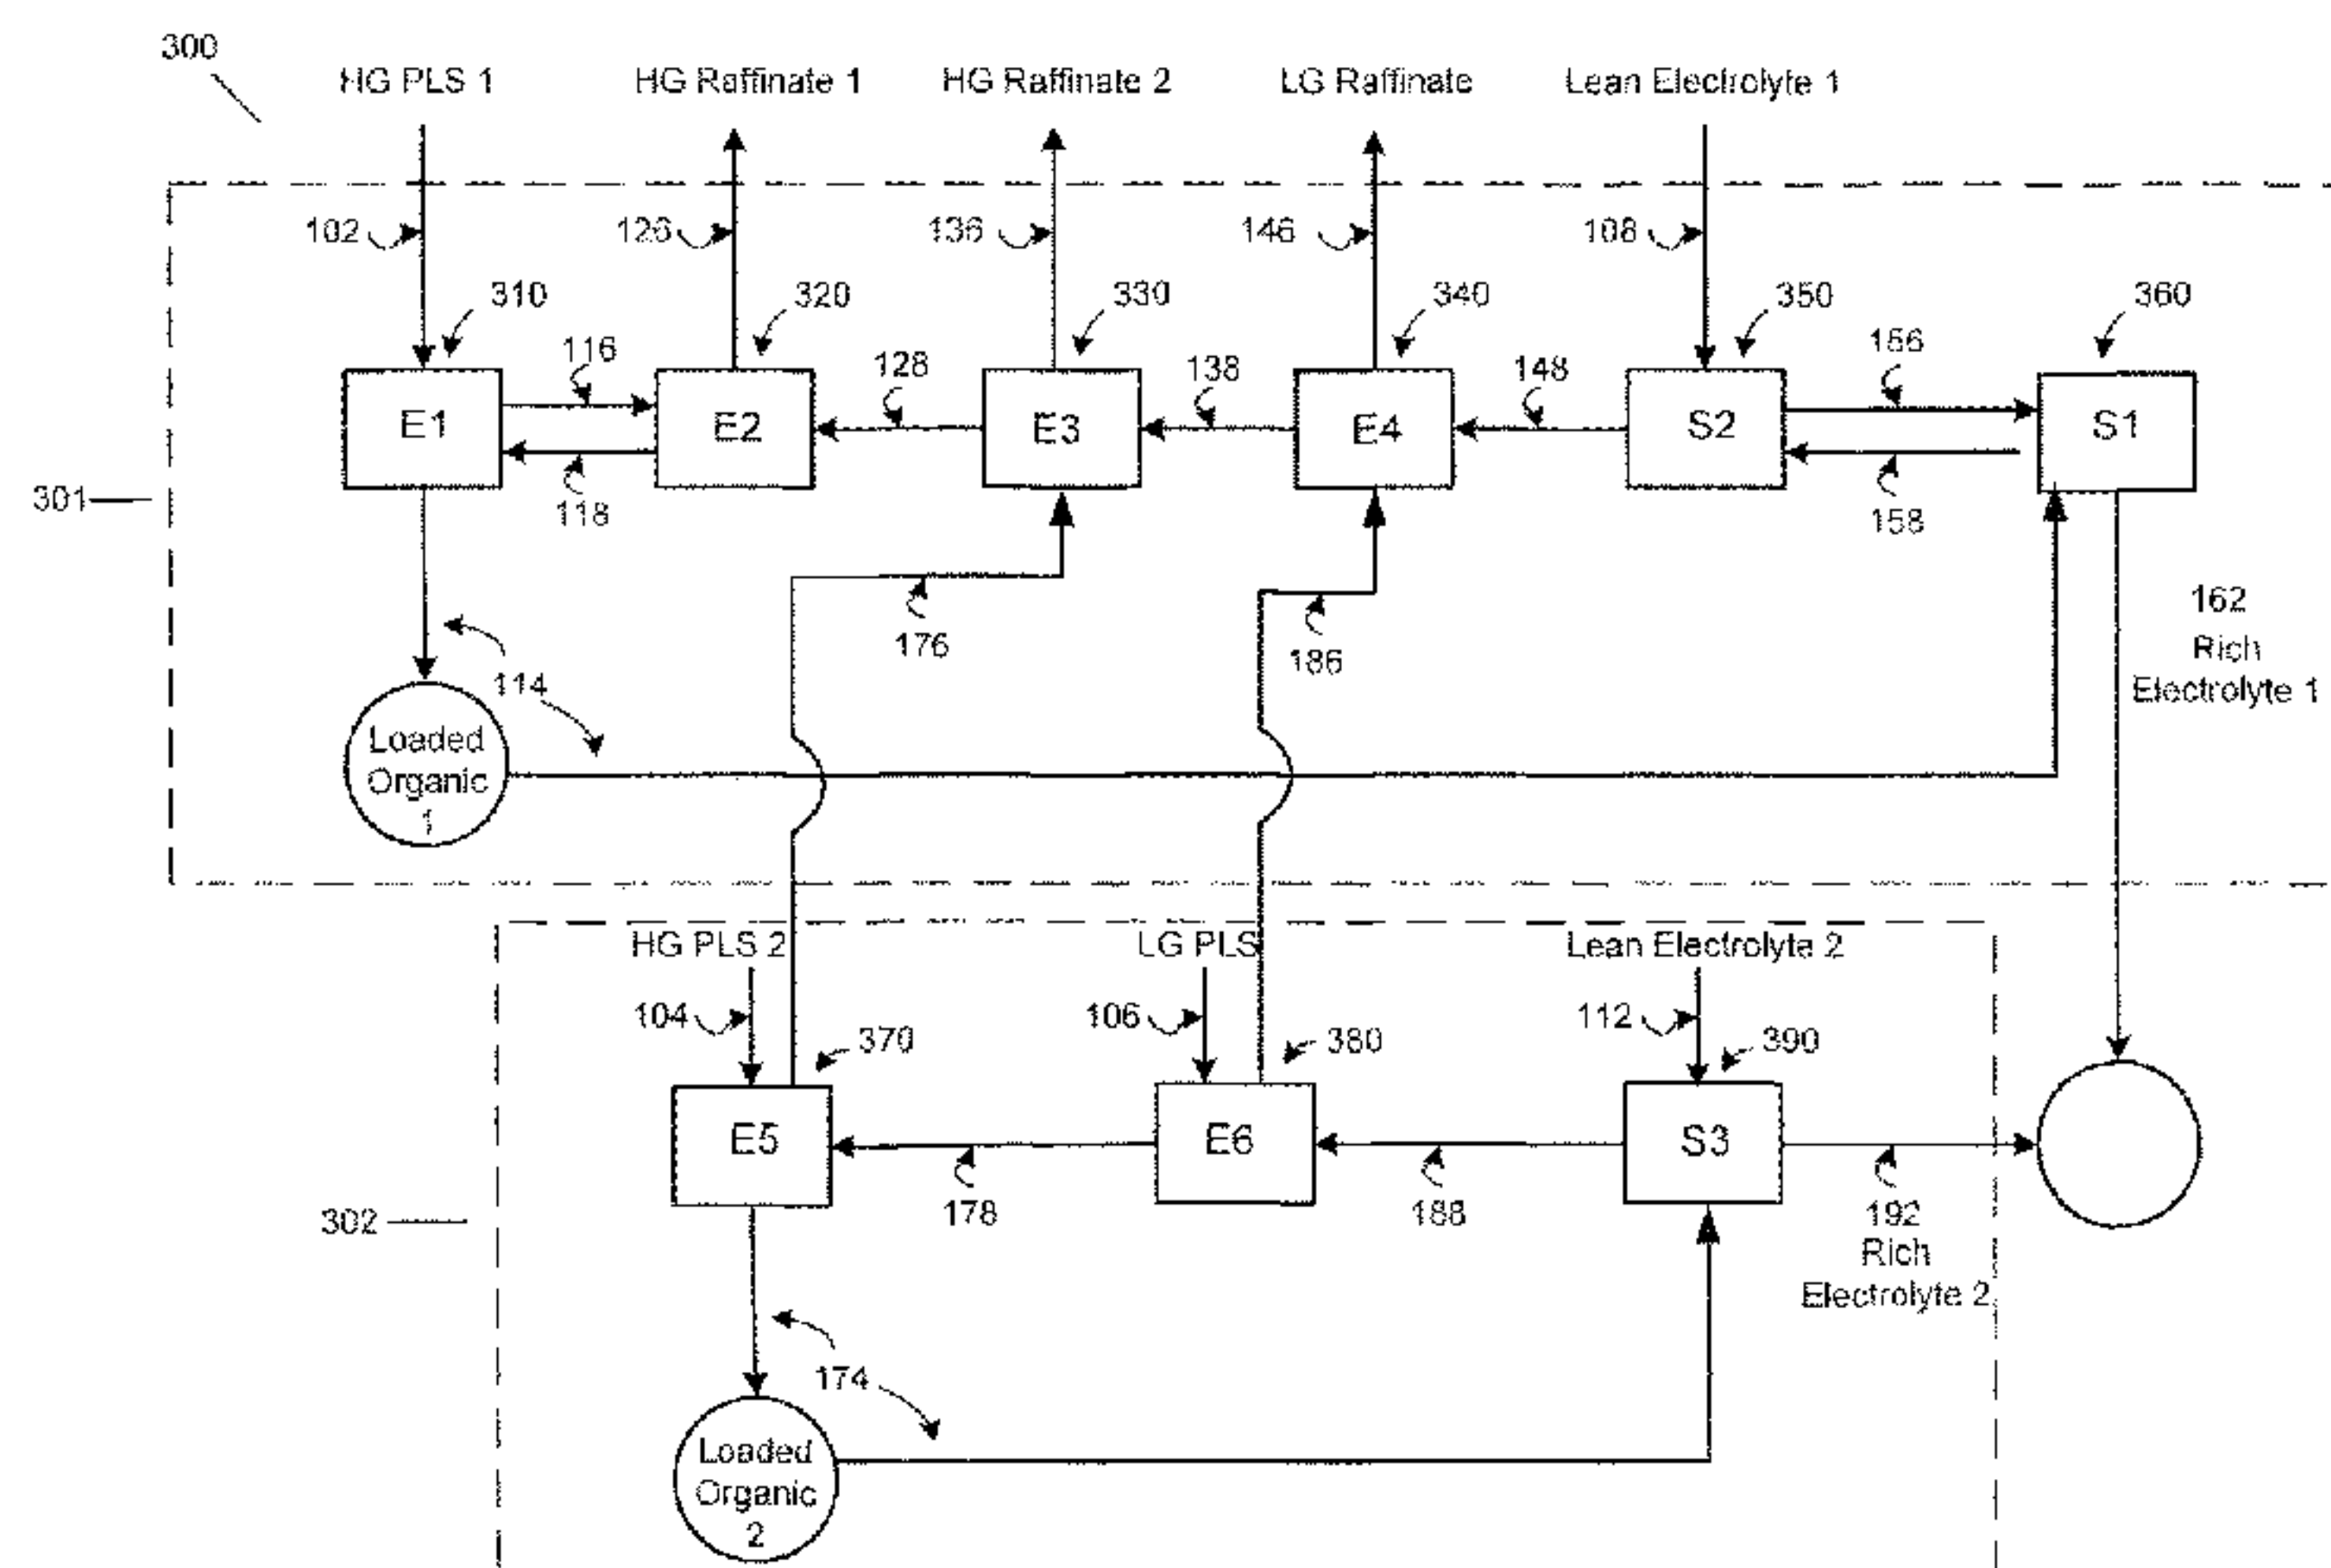 300
HG PLS 1
HG Raffinate 1
HG Raffinate 2
LG Raffinate
Lean Electrolyte 1
102
126
136
146
108
310
320
330
340
350
360
116
128
138
148
156
E1
E2
E3
E4
S2
S1
301
118
158
176
186
162
Rich
Electrolyte 1
114
Loaded
Organic
1
HG PLS 2
LG PLS
Lean Electrolyte 2
104
106
112
370
380
390
E5
E6
S3
302
178
188
192
Rich
Electrolyte 2
174
Loaded
Organic
2